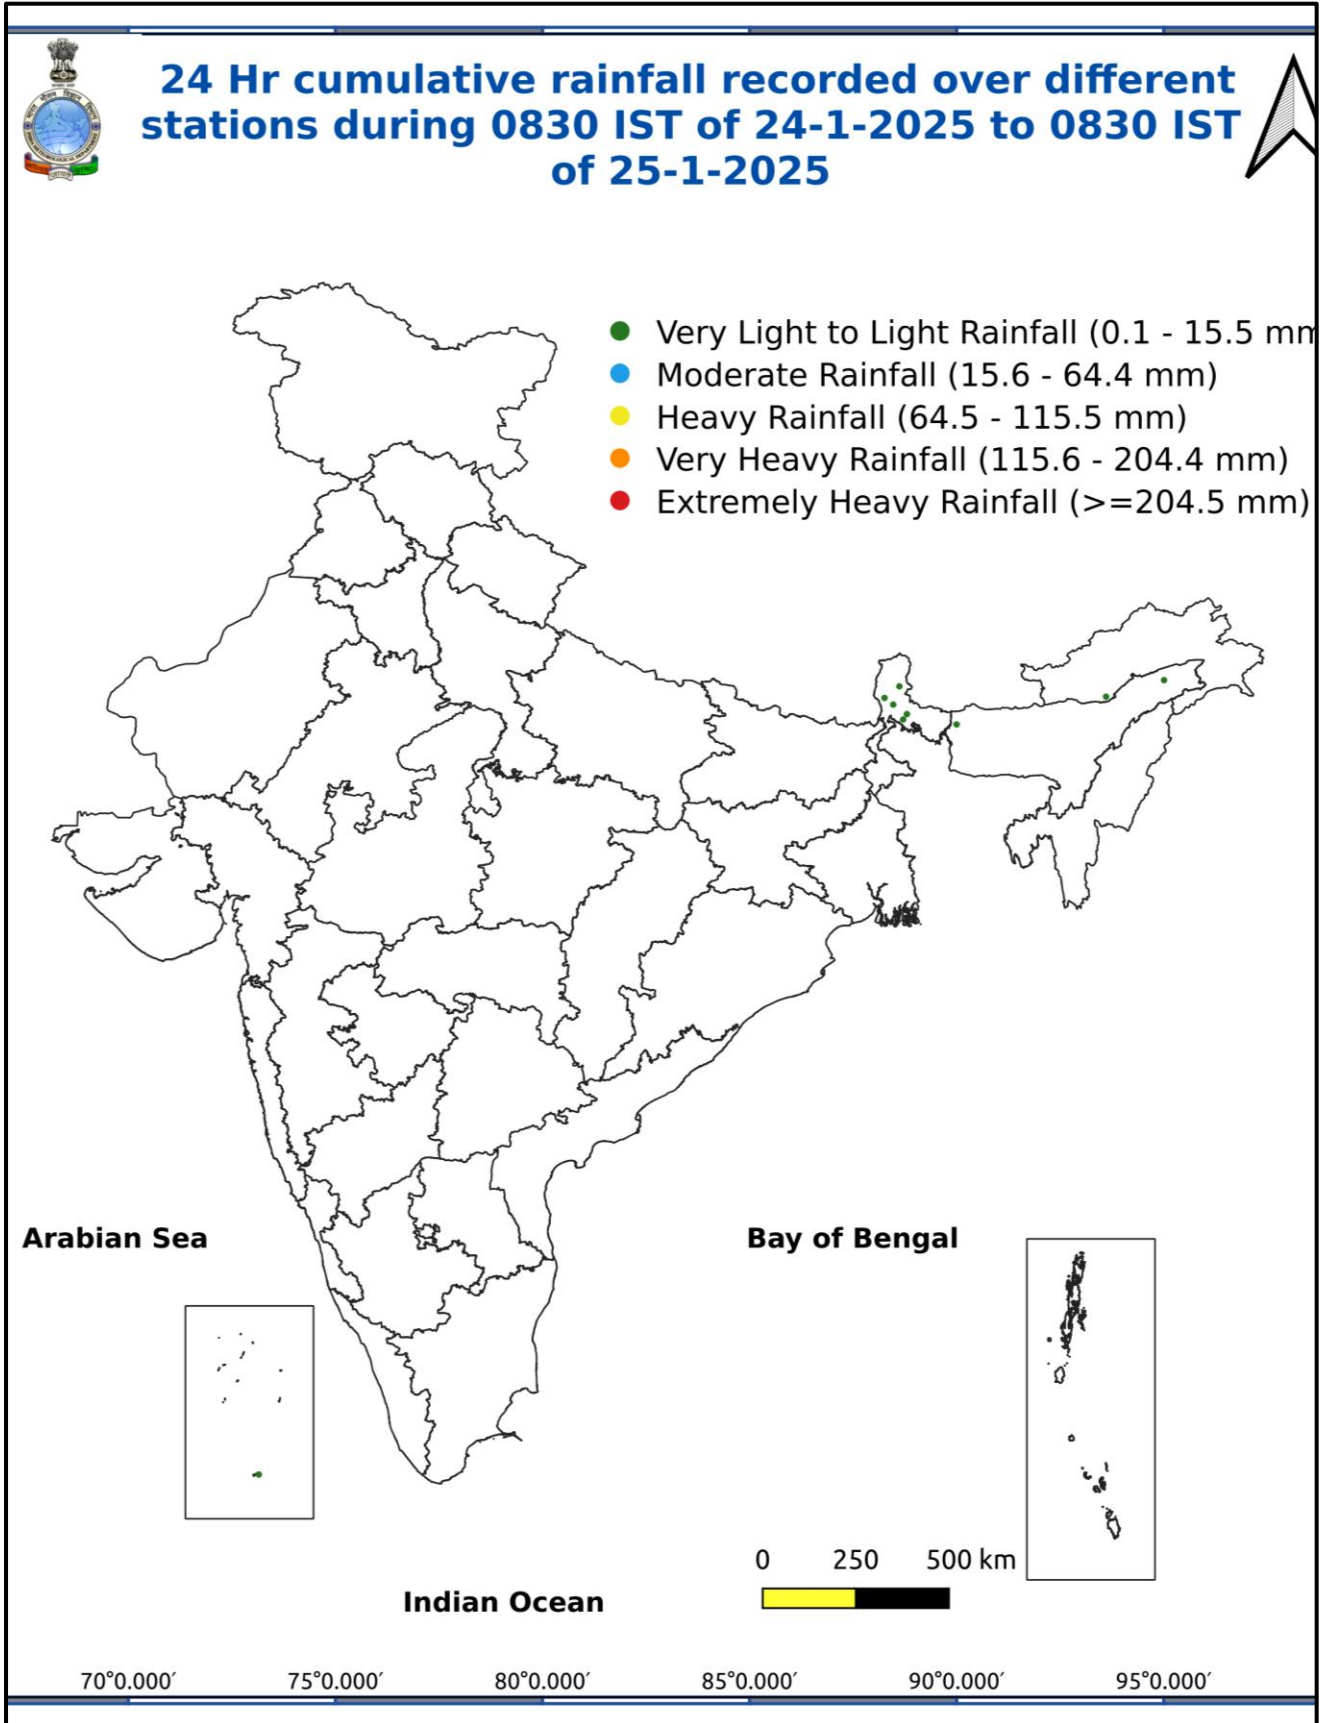 24 Hr cumulative rainfall recorded over different
stations during 0830 IST of 24-1-2025 to 0830 IST
of 25-1-2025
Very Light to Light Rainfall (0.1 - 15.5 mm
Moderate Rainfall (15.6 - 64.4 mm)
Heavy Rainfall (64.5 - 115.5 mm)
Very Heavy Rainfall (115.6 - 204.4 mm)
Extremely Heavy Rainfall (>=204.5 mm)
Arabian Sea
Bay of Bengal
0 250 500 km
Indian Ocean
70°0.000′ 75°0.000′ 80°0.000′ 85°0.000′ 90°0.000′ 95°0.000′